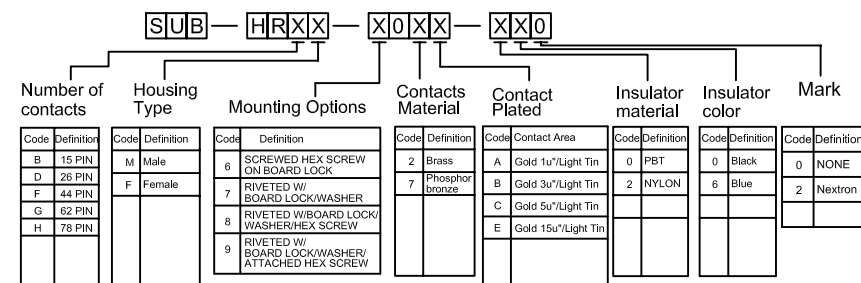 SUB — HRXX — X0XX — XX0
Number of contacts
Code Definition
B 15 PIN
D 26 PIN
F 44 PIN
G 62 PIN
H 78 PIN
Housing Type
Code Definition
M Male
F Female
Mounting Options
Code Definition
6 SCREWED HEX SCREW
ON BOARD LOCK
7 RIVETED W/
BOARD LOCK/WASHER
8 RIVETED W/BOARD LOCK/
WASHER/HEX SCREW
9 RIVETED W/
BOARD LOCK/WASHER/
ATTACHED HEX SCREW
Contacts
Material
Code Definition
2 Brass
7 Phosphor
bronze
Contact
Plated
Code Contact Area
A Gold 1u"/Light Tin
B Gold 3u"/Light Tin
C Gold 5u"/Light Tin
E Gold 15u"/Light Tin
Insulator
material
Code Definition
0 PBT
2 NYLON
Insulator
color
Code Definition
0 Black
6 Blue
Mark
Code Definition
0 NONE
2 Nextron